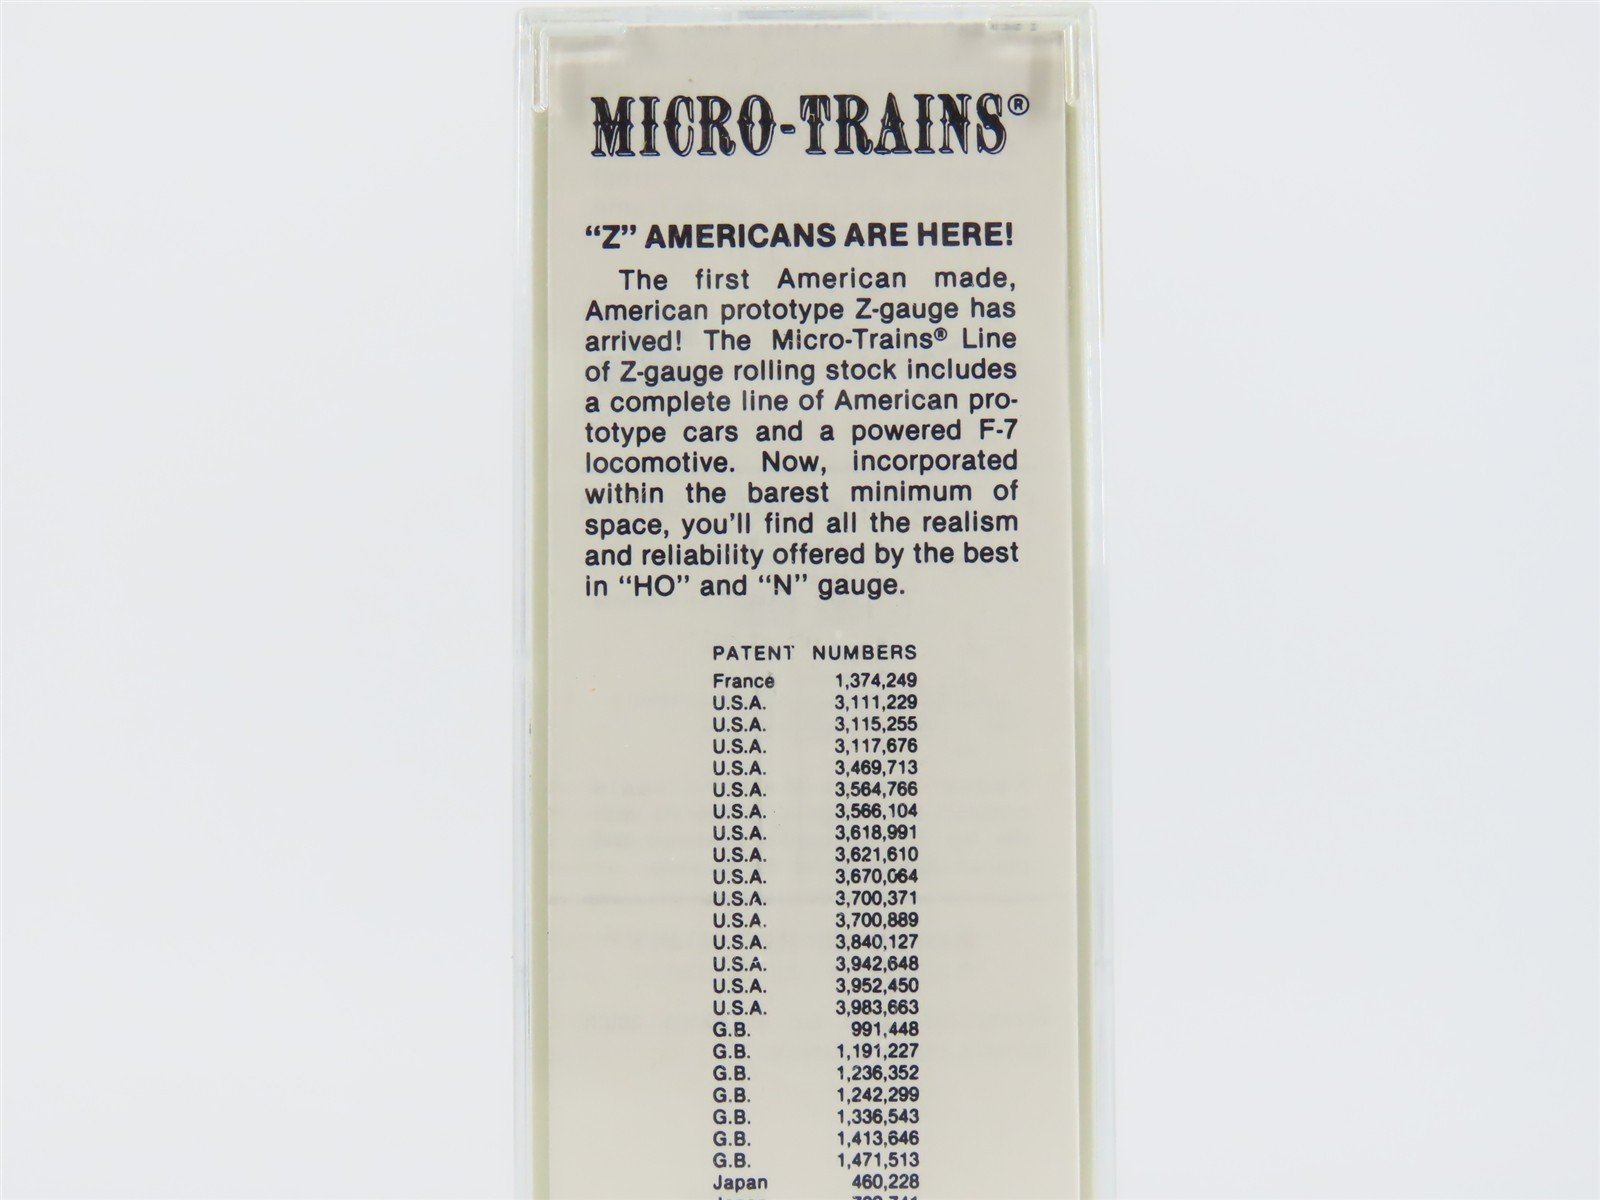 MICRO-TRAINS®
“Z” AMERICANS ARE HERE!
The first American made,
American prototype Z-gauge has
arrived! The Micro-Trains® Line
of Z-gauge rolling stock includes
a complete line of American pro-
totype cars and a powered F-7
locomotive. Now, incorporated
within the barest minimum of
space, you'll find all the realism
and reliability offered by the best
in “HO” and “N” gauge.
PATENT NUMBERS
France 1,374,249
U.S.A. 3,111,229
U.S.A. 3,115,255
U.S.A. 3,117,676
U.S.A. 3,469,713
U.S.A. 3,564,766
U.S.A. 3,566,104
U.S.A. 3,618,991
U.S.A. 3,621,610
U.S.A. 3,670,064
U.S.A. 3,700,371
U.S.A. 3,700,889
U.S.A. 3,840,127
U.S.A. 3,942,648
U.S.A. 3,952,450
U.S.A. 3,983,663
G.B. 991,448
G.B. 1,191,227
G.B. 1,236,352
G.B. 1,242,299
G.B. 1,336,543
G.B. 1,413,646
G.B. 1,471,513
Japan 460,228